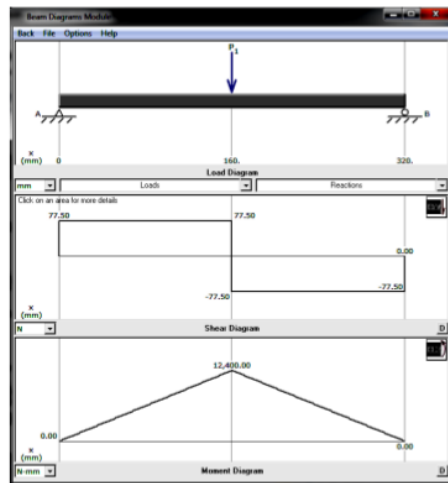 Beam Diagrams Module
Back File Options Help
P1
A B
x
(mm) 0 160. 320.
Load Diagram
mm Loads Reactions
Click on an area for more details
77.50 77.50
0.00
-77.50 -77.50
x
(mm)
N Shear Diagram D
12,400.00
0.00 0.00
x
(mm)
N-mm Moment Diagram D